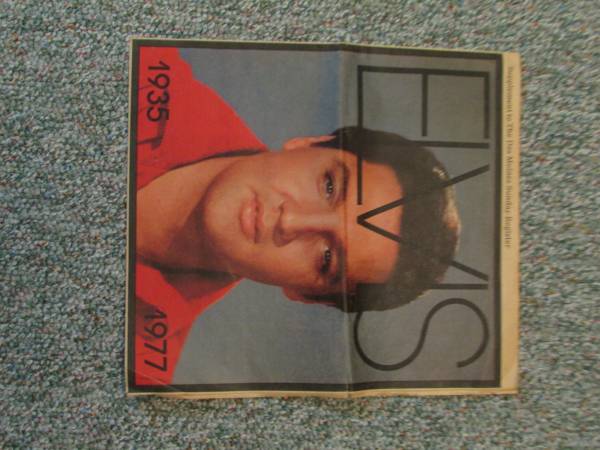 Supplement to The Des Moines Sunday Register
ELVIS
1935
1977